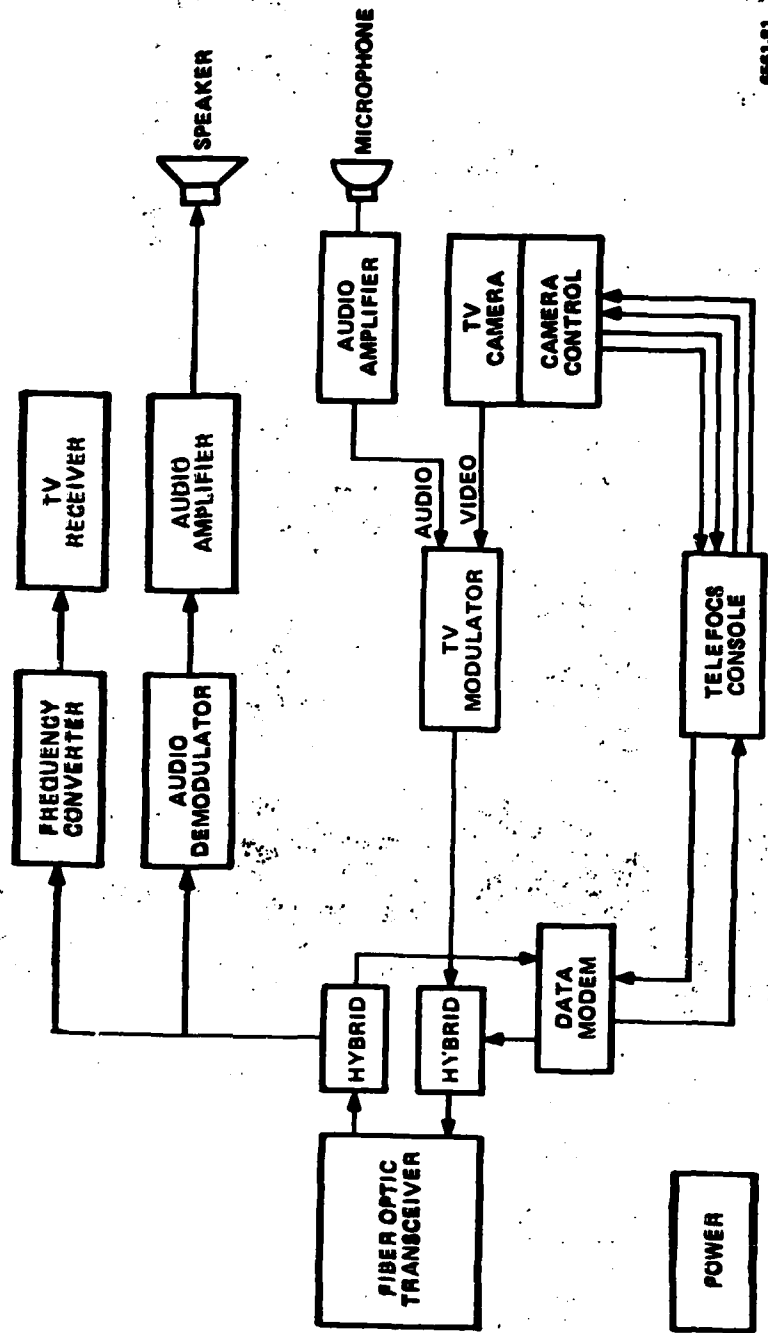 SPEAKER
MICROPHONE
TV
RECEIVER
AUDIO
AMPLIFIER
AUDIO
AMPLIFIER
TV
CAMERA
CAMERA
CONTROL
FREQUENCY
CONVERTER
AUDIO
DEMODULATOR
AUDIO
VIDEO
TV
MODULATOR
TELEFOCS
CONSOLE
HYBRID
HYBRID
DATA
MODEM
FIBER OPTIC
TRANSCEIVER
POWER